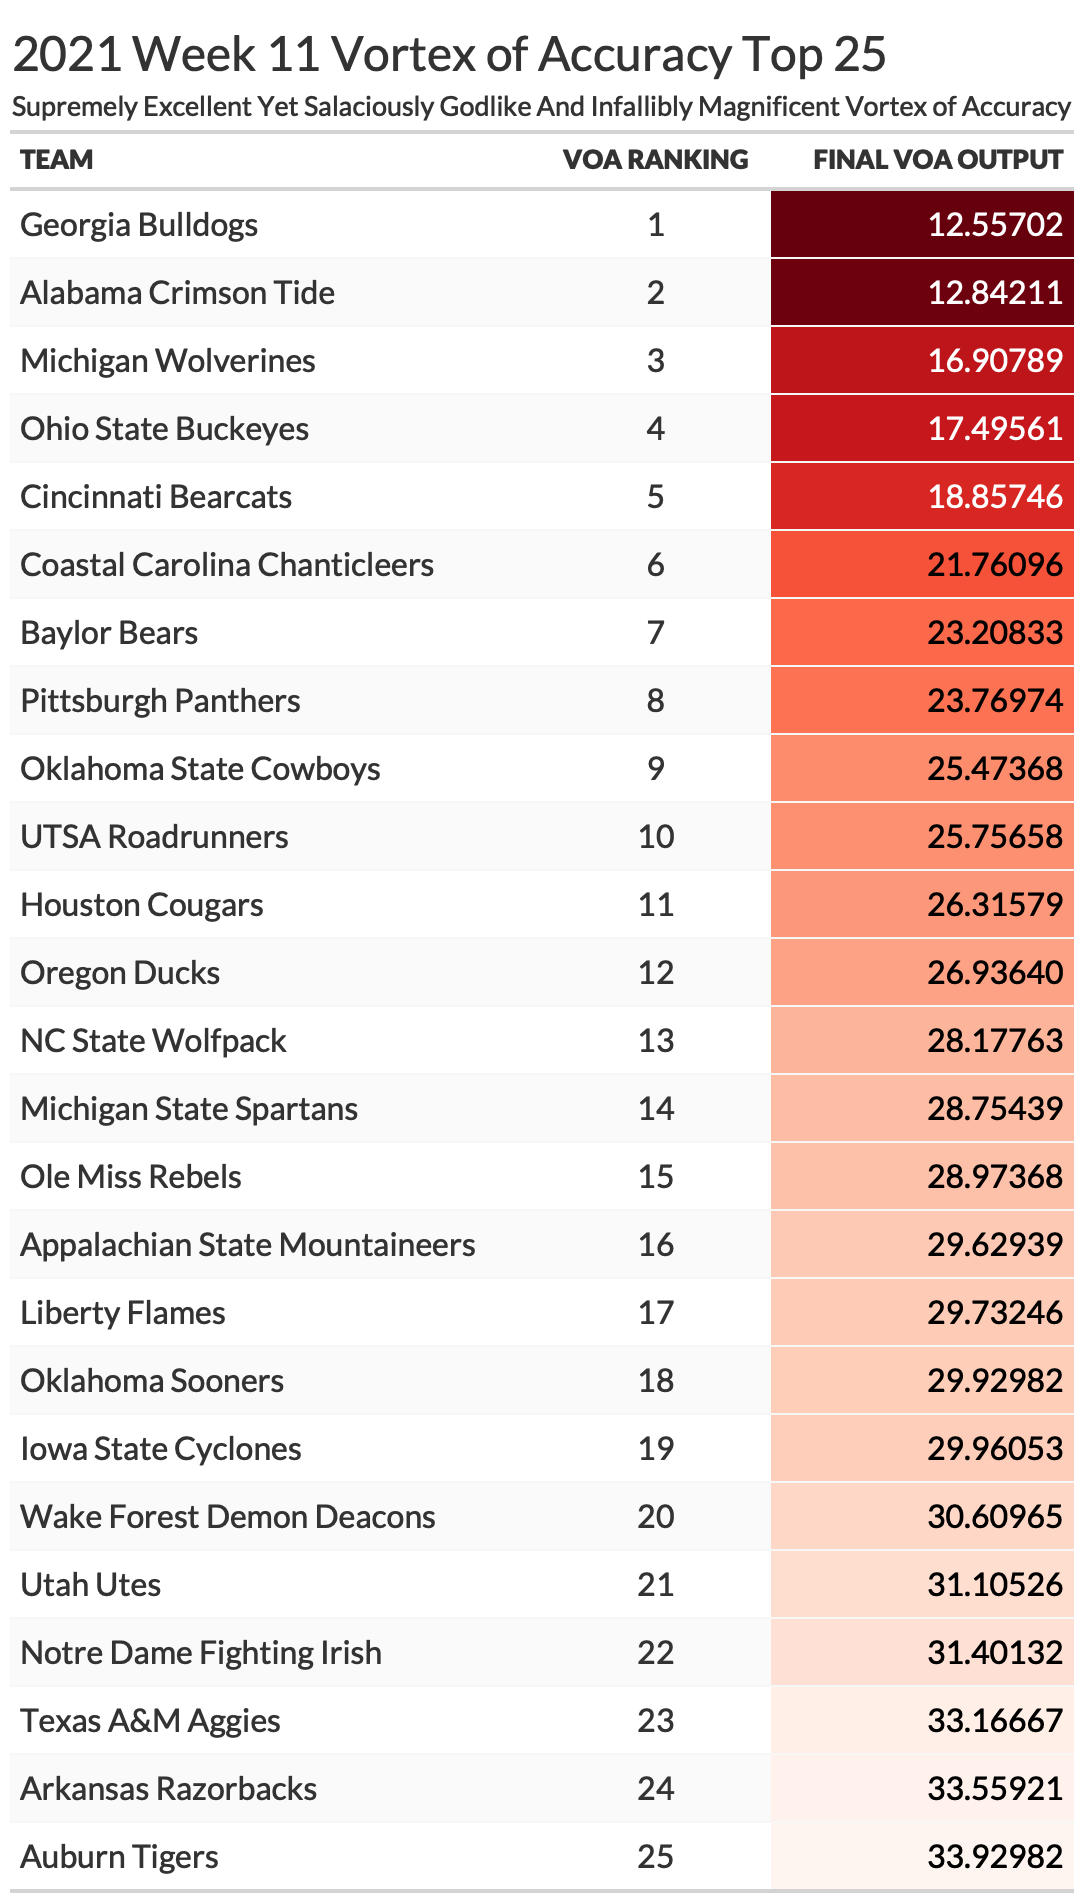 2021 Week 11 Vortex of Accuracy Top 25
Supremely Excellent Yet Salaciously Godlike And Infallibly Magnificent Vortex of Accuracy
TEAM VOA RANKING FINAL VOA OUTPUT
Georgia Bulldogs 1 12.55702
Alabama Crimson Tide 2 12.84211
Michigan Wolverines 3 16.90789
Ohio State Buckeyes 4 17.49561
Cincinnati Bearcats 5 18.85746
Coastal Carolina Chanticleers 6 21.76096
Baylor Bears 7 23.20833
Pittsburgh Panthers 8 23.76974
Oklahoma State Cowboys 9 25.47368
UTSA Roadrunners 10 25.75658
Houston Cougars 11 26.31579
Oregon Ducks 12 26.93640
NC State Wolfpack 13 28.17763
Michigan State Spartans 14 28.75439
Ole Miss Rebels 15 28.97368
Appalachian State Mountaineers 16 29.62939
Liberty Flames 17 29.73246
Oklahoma Sooners 18 29.92982
Iowa State Cyclones 19 29.96053
Wake Forest Demon Deacons 20 30.60965
Utah Utes 21 31.10526
Notre Dame Fighting Irish 22 31.40132
Texas A&M Aggies 23 33.16667
Arkansas Razorbacks 24 33.55921
Auburn Tigers 25 33.92982